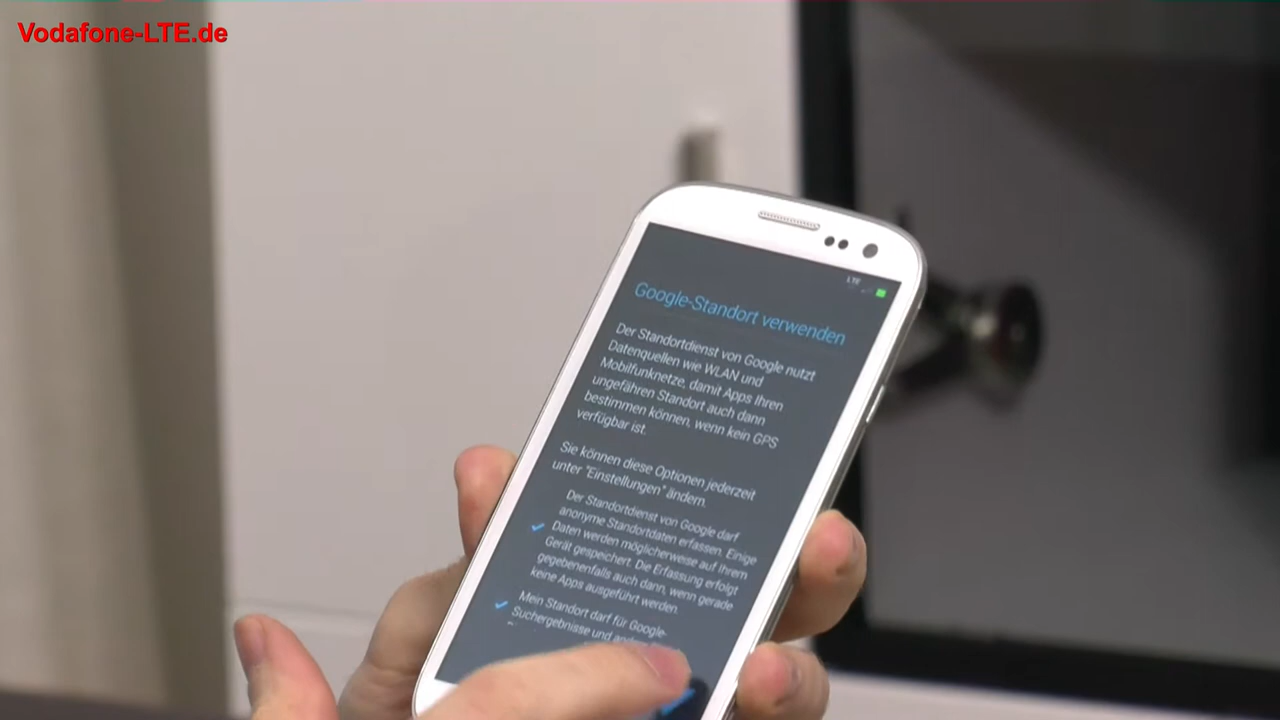 Vodafone-LTE.de
LTE
Google-Standort verwenden
Der Standortdienst von Google nutzt
Datenquellen wie WLAN und
Mobilfunknetze, damit Apps Ihren
ungefähren Standort auch dann
bestimmen können, wenn kein GPS
verfügbar ist.
Sie können diese Optionen jederzeit
unter "Einstellungen" ändern.
Der Standortdienst von Google darf
anonyme Standortdaten erfassen. Einige
Daten werden möglicherweise auf Ihrem
Gerät gespeichert. Die Erfassung erfolgt
gegebenenfalls auch dann, wenn gerade
keine Apps ausgeführt werden.
Mein Standort darf für Google-
Suchergebnisse und